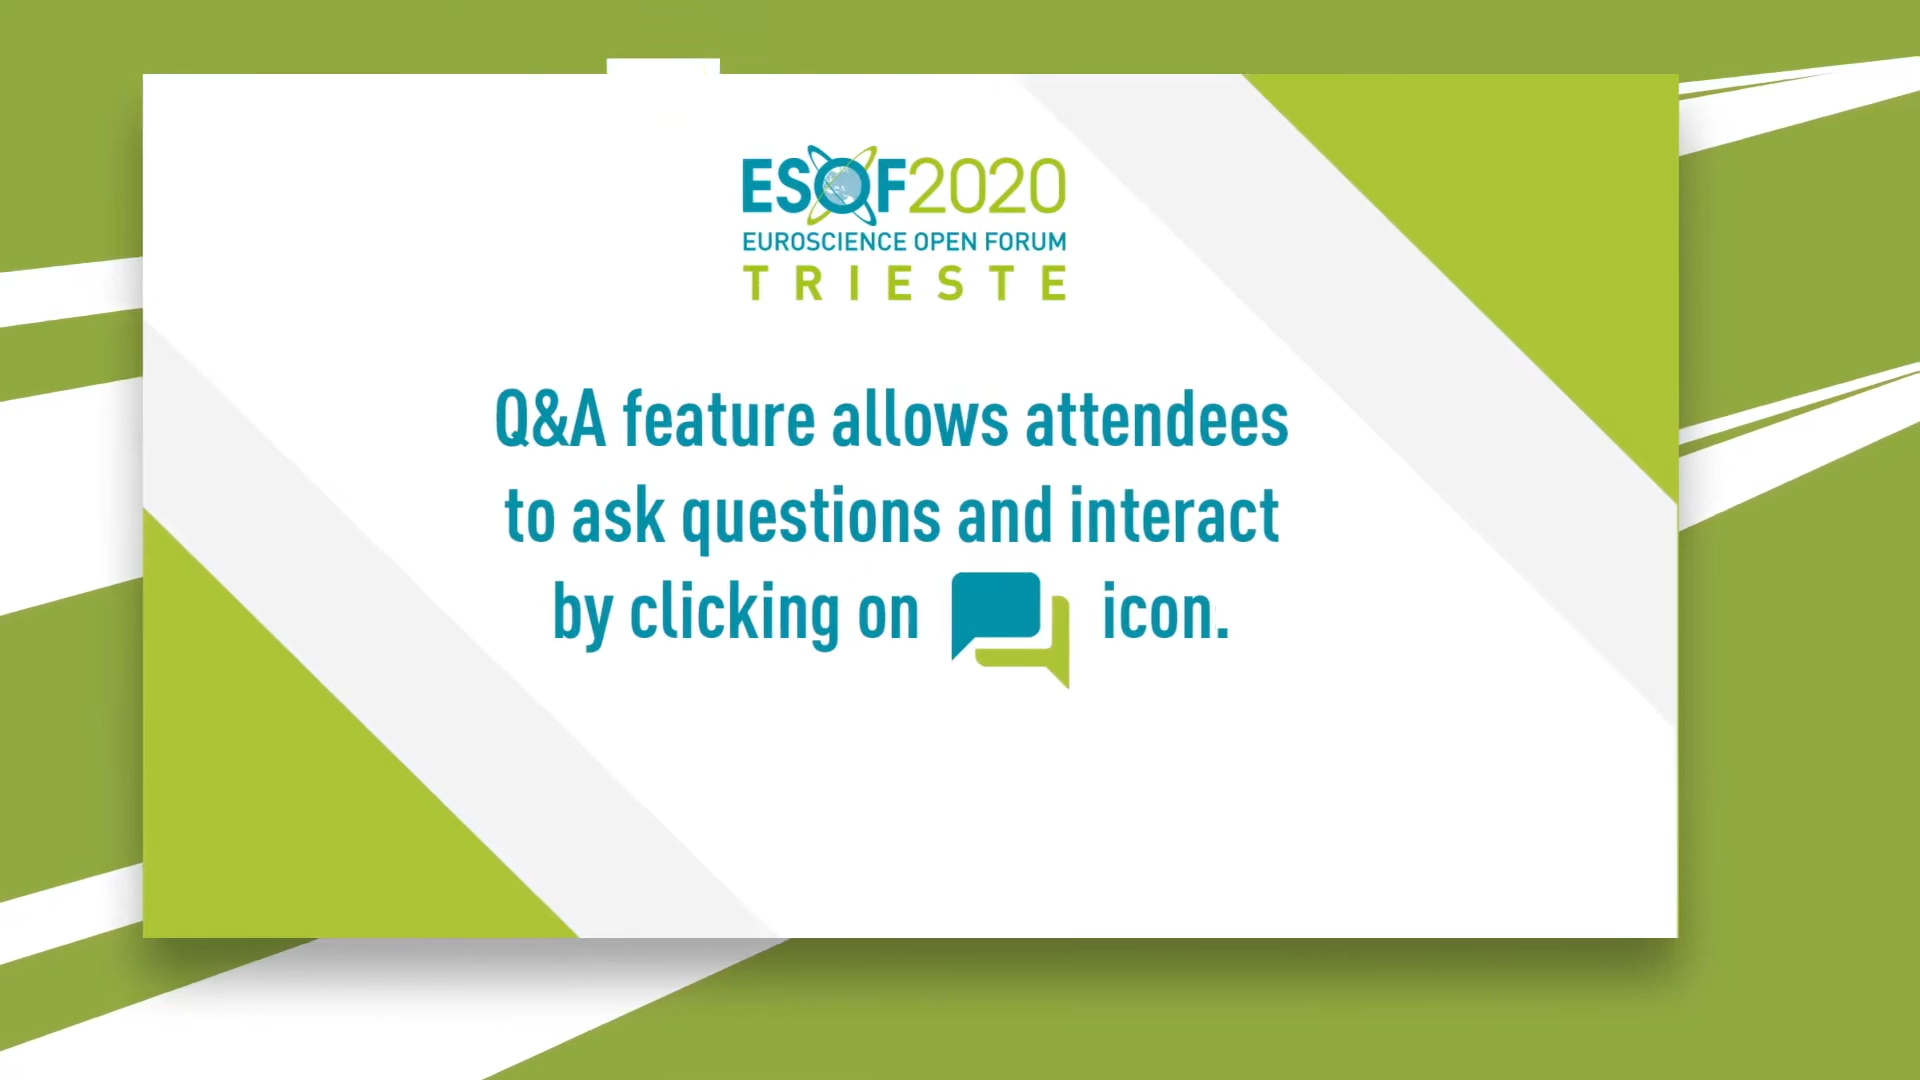 ESOF2020
EUROSCIENCE OPEN FORUM
TRIESTE
Q&A feature allows attendees
to ask questions and interact
by clicking on icon.